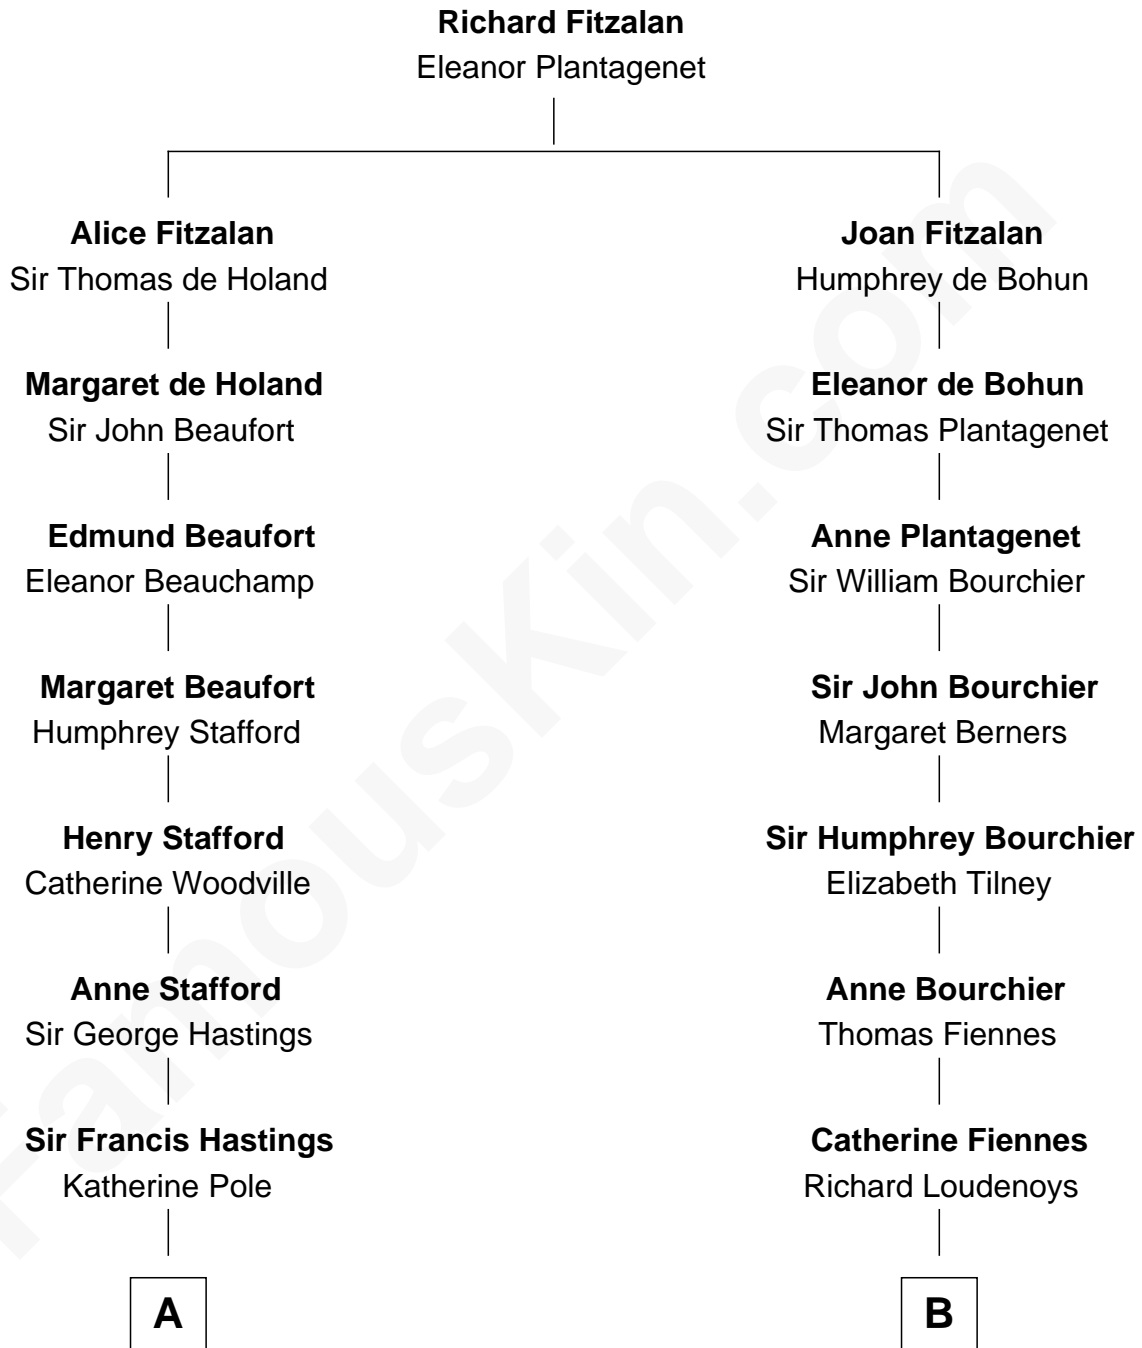 Richard Fitzalan
Eleanor Plantagenet
Alice Fitzalan
Sir Thomas de Holand
Margaret de Holand
Sir John Beaufort
Edmund Beaufort
Eleanor Beauchamp
Margaret Beaufort
Humphrey Stafford
Henry Stafford
Catherine Woodville
Anne Stafford
Sir George Hastings
Sir Francis Hastings
Katherine Pole
A
Joan Fitzalan
Humphrey de Bohun
Eleanor de Bohun
Sir Thomas Plantagenet
Anne Plantagenet
Sir William Bourchier
Sir John Bourchier
Margaret Berners
Sir Humphrey Bourchier
Elizabeth Tilney
Anne Bourchier
Thomas Fiennes
Catherine Fiennes
Richard Loudenoys
B
FamousKin.com